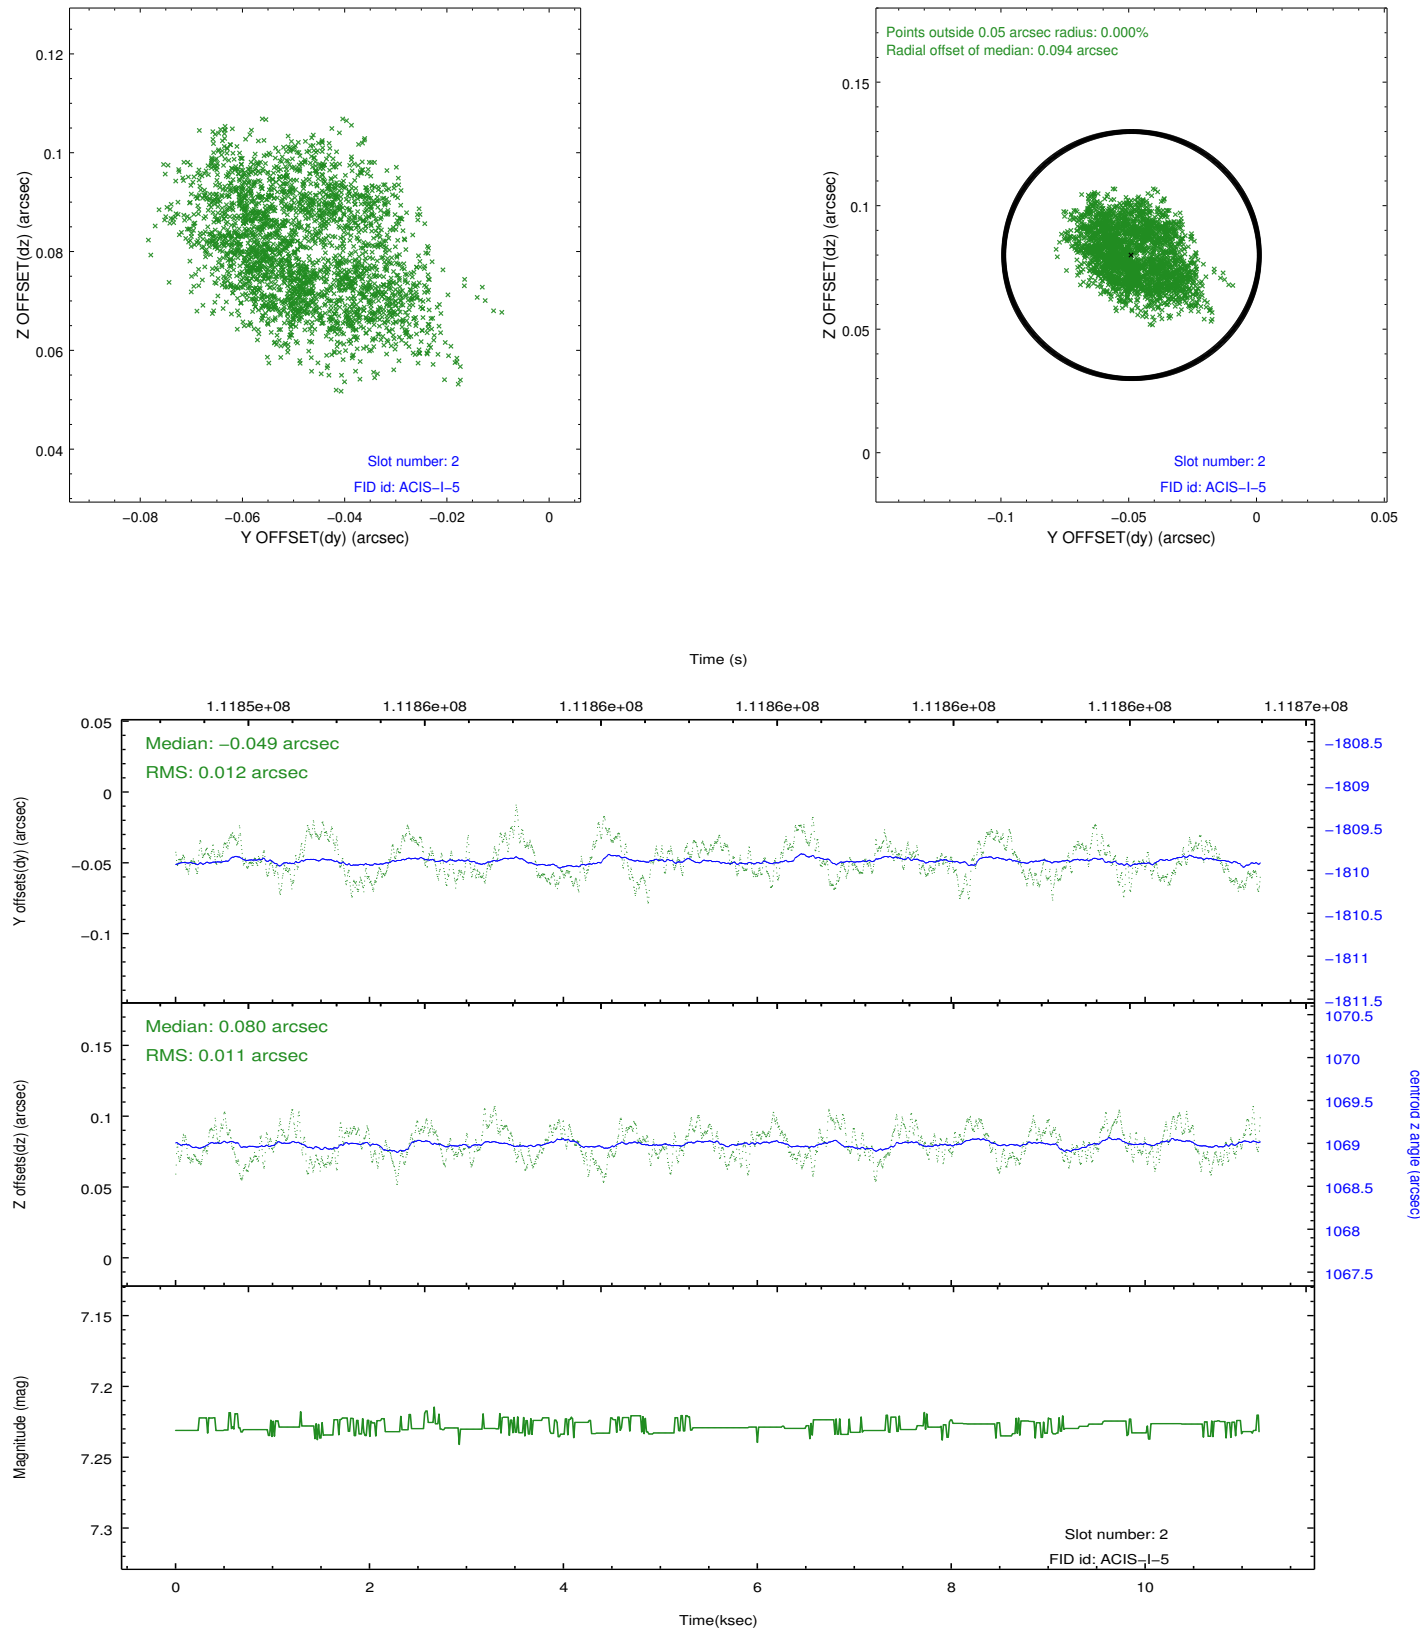 0.12
0.1
0.08
0.06
0.04
Z OFFSET(dz) (arcsec)
Slot number: 2
FID id: ACIS−I−5
−0.08 −0.06 −0.04 −0.02 0
Y OFFSET(dy) (arcsec)
Points outside 0.05 arcsec radius: 0.000%
Radial offset of median: 0.094 arcsec
0.15
0.1
0.05
0
Z OFFSET(dz) (arcsec)
Slot number: 2
FID id: ACIS−I−5
−0.1 −0.05 0 0.05
Y OFFSET(dy) (arcsec)
Time (s)
1.1185e+08 1.1186e+08 1.1186e+08 1.1186e+08 1.1186e+08 1.1186e+08 1.1187e+08
Median: −0.049 arcsec
RMS: 0.012 arcsec
0.05
0
−0.05
−0.1
Y offsets(dy) (arcsec)
−1808.5
−1809
−1809.5
−1810
−1810.5
−1811
−1811.5
Median: 0.080 arcsec
RMS: 0.011 arcsec
0.15
0.1
0.05
0
Z offsets(dz) (arcsec)
1070.5
1070
1069.5
1069
1068.5
1068
1067.5
centroid z angle (arcsec)
7.15
7.2
7.25
7.3
Magnitude (mag)
Slot number: 2
FID id: ACIS−I−5
0 2 4 6 8 10
Time(ksec)